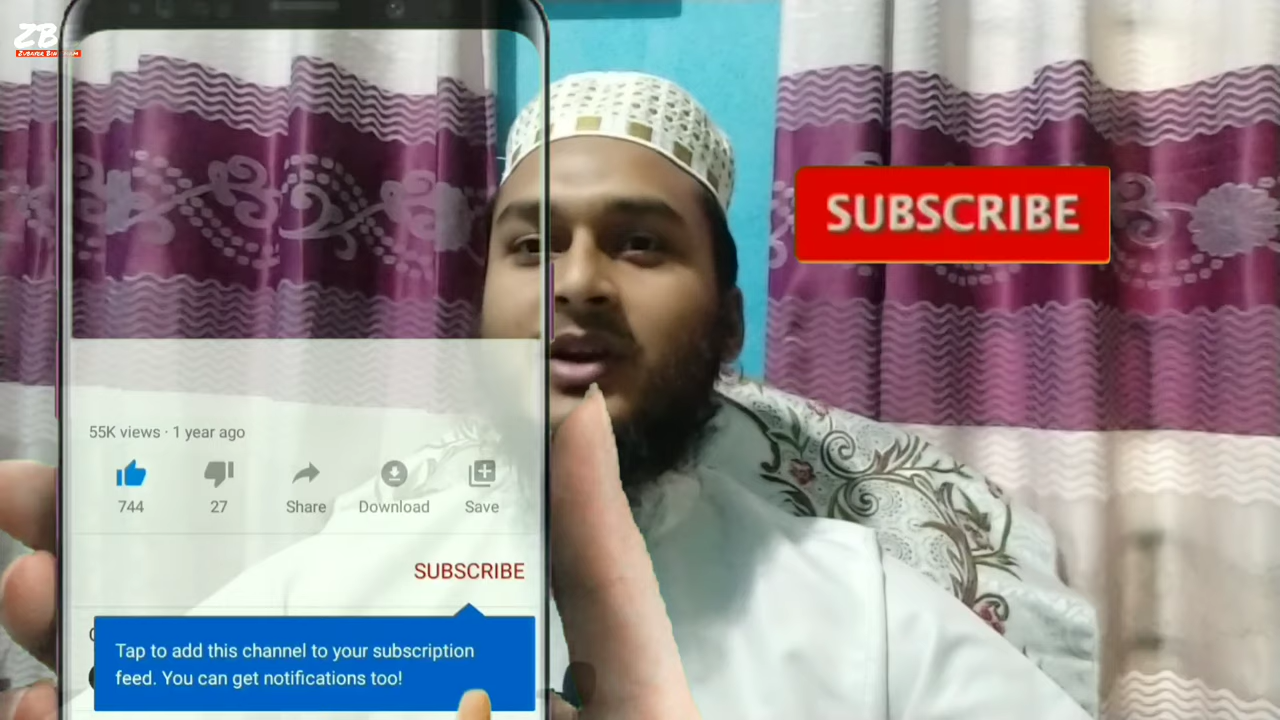 ZB
SUBSCRIBE
55K views · 1 year ago
744
27
Share
Download
Save
SUBSCRIBE
Tap to add this channel to your subscription
feed. You can get notifications too!